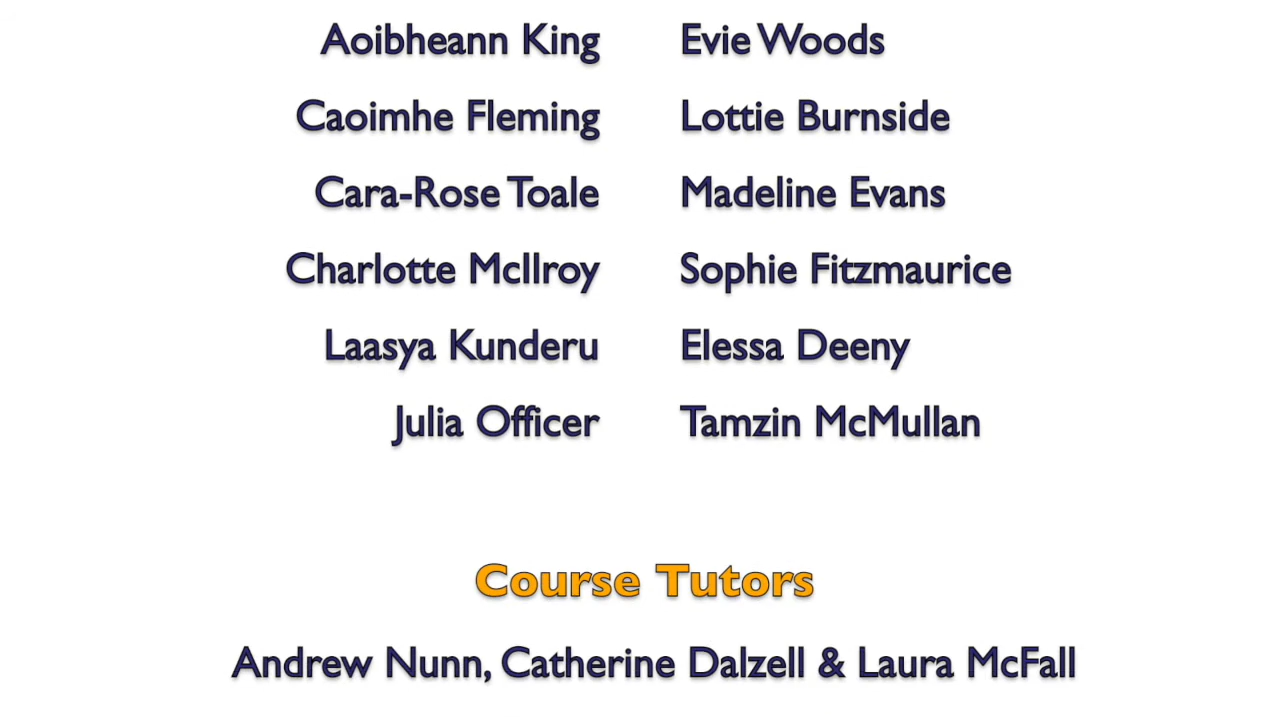 Aoibheann King Evie Woods
Caoimhe Fleming Lottie Burnside
Cara-Rose Toale Madeline Evans
Charlotte McIlroy Sophie Fitzmaurice
Laasya Kunderu Elessa Deeny
Julia Officer Tamzin McMullan
Course Tutors
Andrew Nunn, Catherine Dalzell & Laura McFall